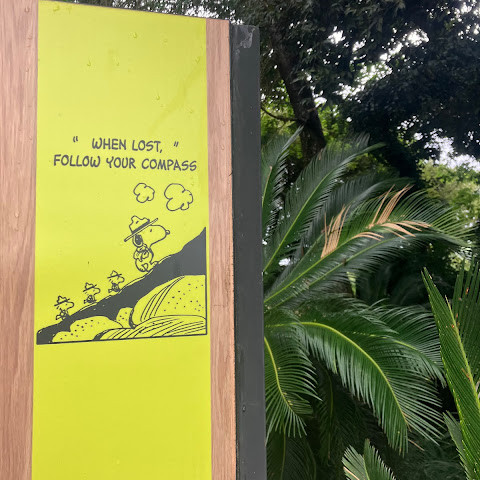 " WHEN LOST, "
FOLLOW YOUR COMPASS